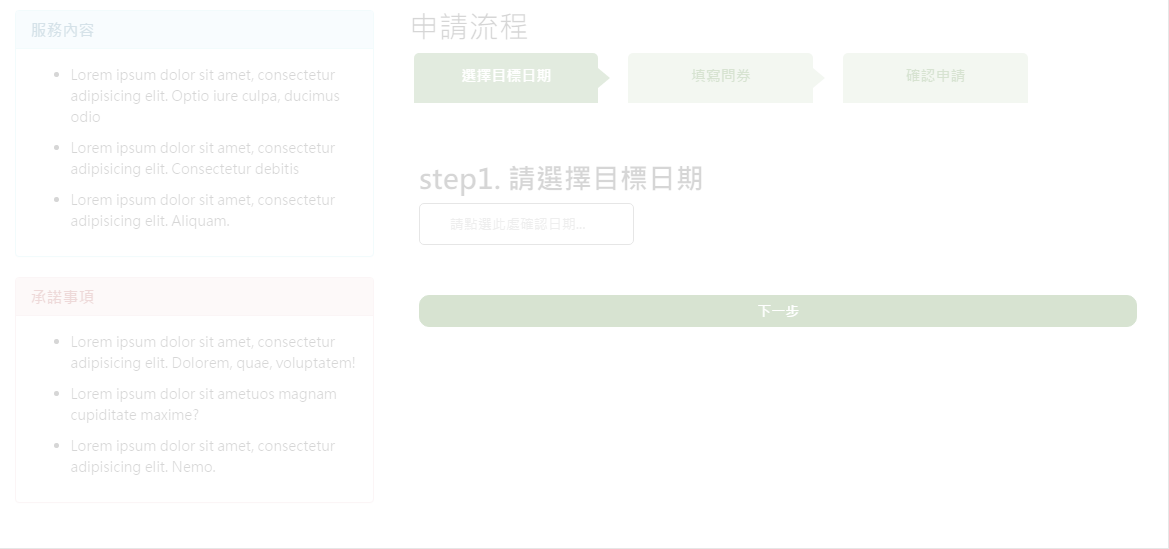 服務內容
Lorem ipsum dolor sit amet, consectetur
adipisicing elit. Optio iure culpa, ducimus
odio
Lorem ipsum dolor sit amet, consectetur
adipisicing elit. Consectetur debitis
Lorem ipsum dolor sit amet, consectetur
adipisicing elit. Aliquam.
承諾事項
Lorem ipsum dolor sit amet, consectetur
adipisicing elit. Dolorem, quae, voluptatem!
Lorem ipsum dolor sit ametuos magnam
cupiditate maxime?
Lorem ipsum dolor sit amet, consectetur
adipisicing elit. Nemo.
申請流程
選擇目標日期
填寫問券
確認申請
step1. 請選擇目標日期
請點選此處確認日期...
下一步